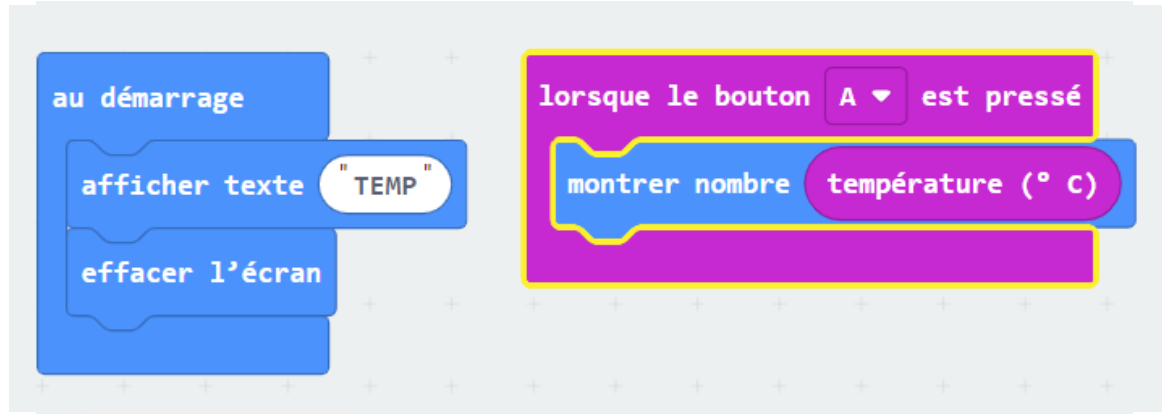 au démarrage
afficher texte "TEMP"
effacer l’écran
lorsque le bouton A est pressé
montrer nombre température (° C)